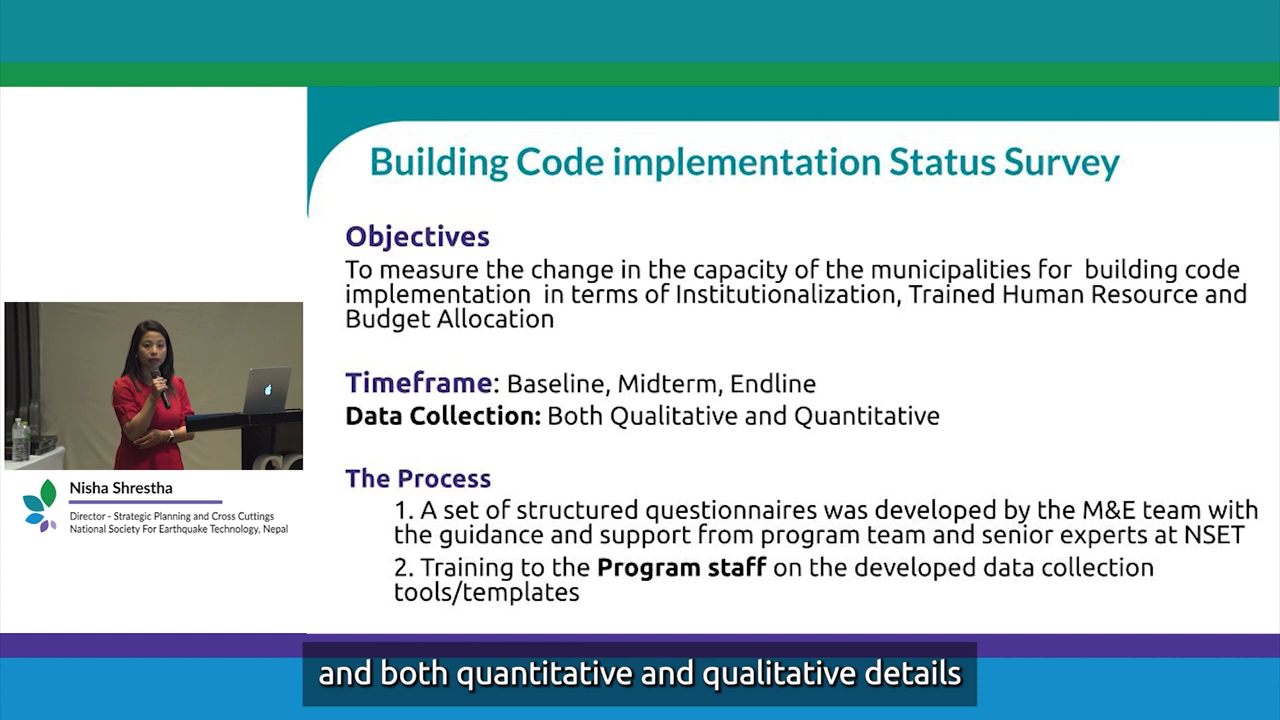 Building Code implementation Status Survey
Objectives
To measure the change in the capacity of the municipalities for building code
implementation in terms of Institutionalization, Trained Human Resource and
Budget Allocation
Timeframe: Baseline, Midterm, Endline
Data Collection: Both Qualitative and Quantitative
The Process
1. A set of structured questionnaires was developed by the M&E team with
the guidance and support from program team and senior experts at NSET
2. Training to the Program staff on the developed data collection
tools/templates
Nisha Shrestha
Director - Strategic Planning and Cross Cuttings
National Society For Earthquake Technology, Nepal
and both quantitative and qualitative details